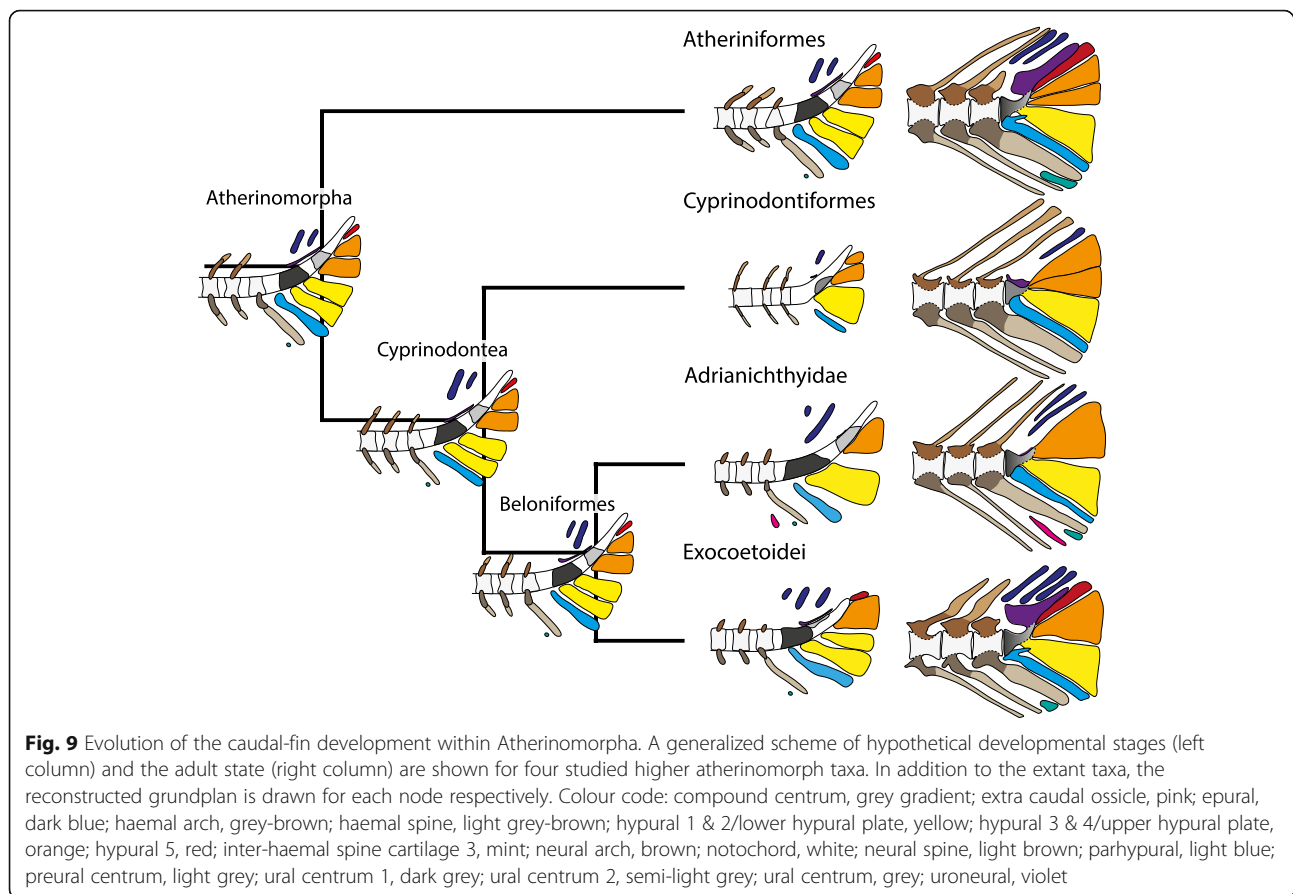 Atheriniformes
Atherinomorpha
Cyprinodontiformes
Cyprinodontea
Adrianichthyidae
Beloniformes
Exocoetoidei
Fig. 9 Evolution of the caudal-fin development within Atherinomorpha. A generalized scheme of hypothetical developmental stages (left
column) and the adult state (right column) are shown for four studied higher atherinomorph taxa. In addition to the extant taxa, the
reconstructed grundplan is drawn for each node respectively. Colour code: compound centrum, grey gradient; extra caudal ossicle, pink; epural,
dark blue; haemal arch, grey-brown; haemal spine, light grey-brown; hypural 1 & 2/lower hypural plate, yellow; hypural 3 & 4/upper hypural plate,
orange; hypural 5, red; inter-haemal spine cartilage 3, mint; neural arch, brown; notochord, white; neural spine, light brown; parhypural, light blue;
preural centrum, light grey; ural centrum 1, dark grey; ural centrum 2, semi-light grey; ural centrum, grey; uroneural, violet